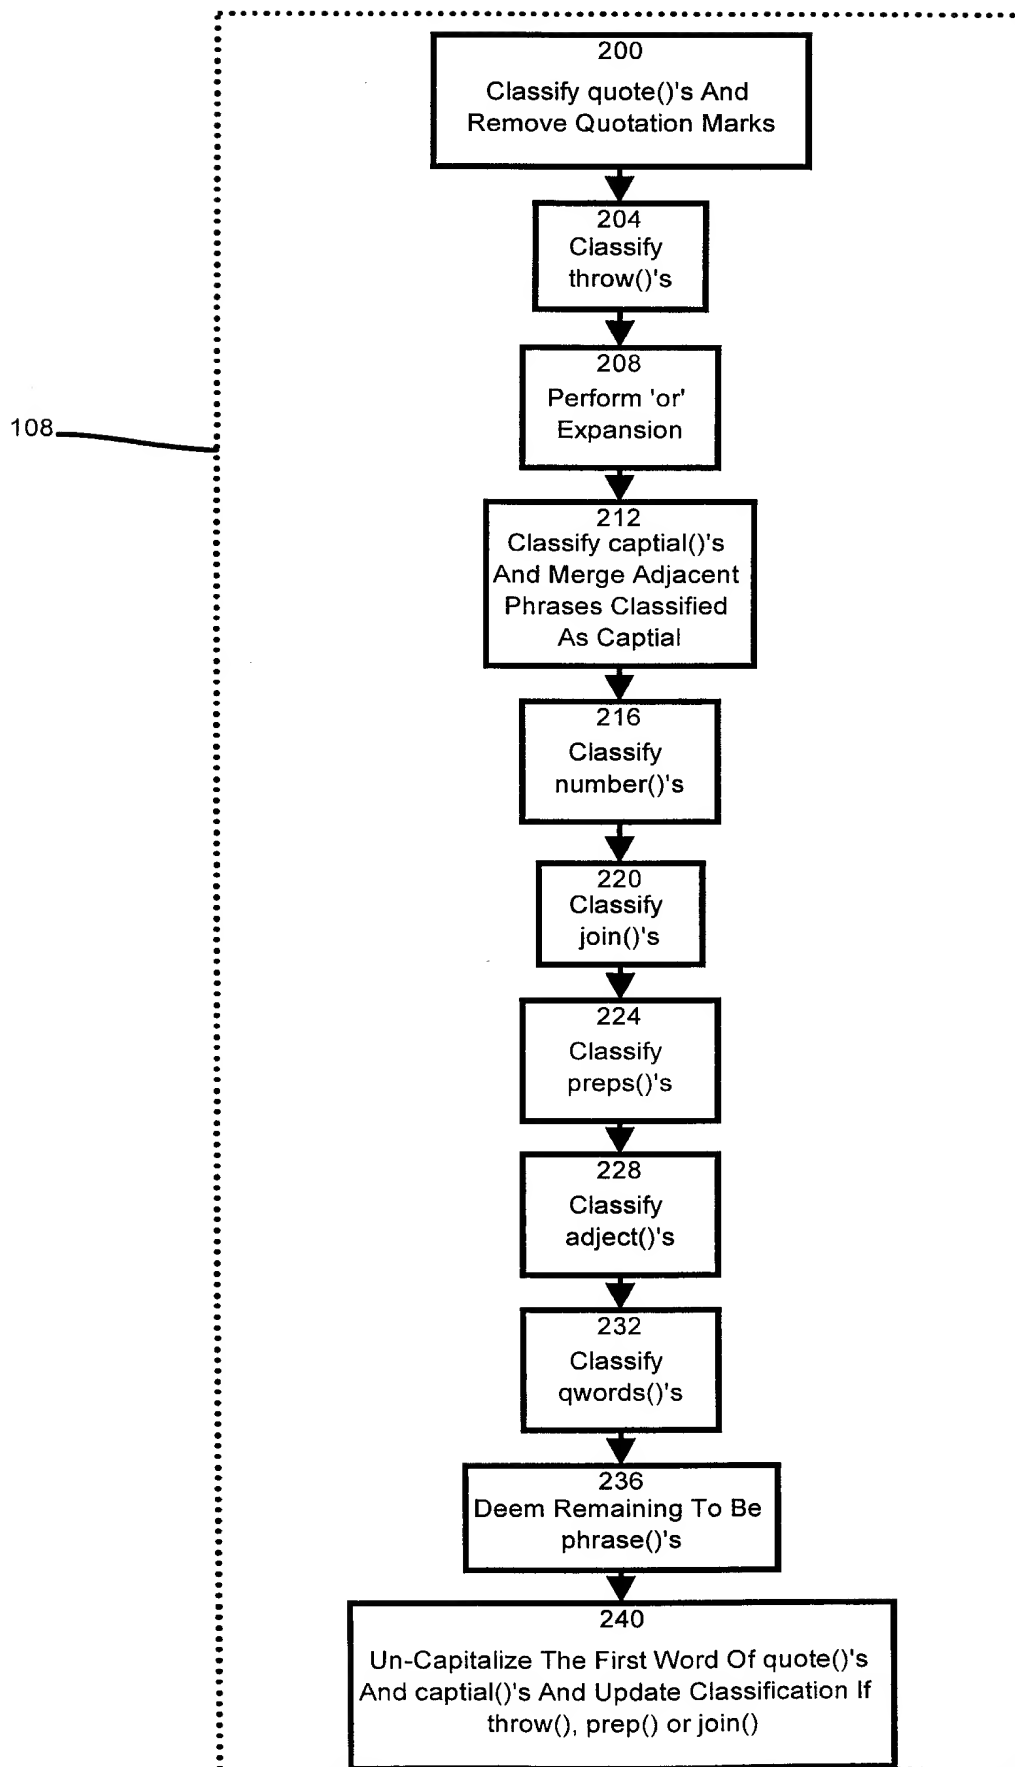 200
Classify quote()'s And
Remove Quotation Marks
204
Classify
throw()'s
208
Perform 'or'
Expansion
108
212
Classify captial()'s
And Merge Adjacent
Phrases Classified
As Captial
216
Classify
number()'s
220
Classify
join()'s
224
Classify
preps()'s
228
Classify
adject()'s
232
Classify
qwords()'s
236
Deem Remaining To Be
phrase()'s
240
Un-Capitalize The First Word Of quote()'s
And captial()'s And Update Classification If
throw(), prep() or join()